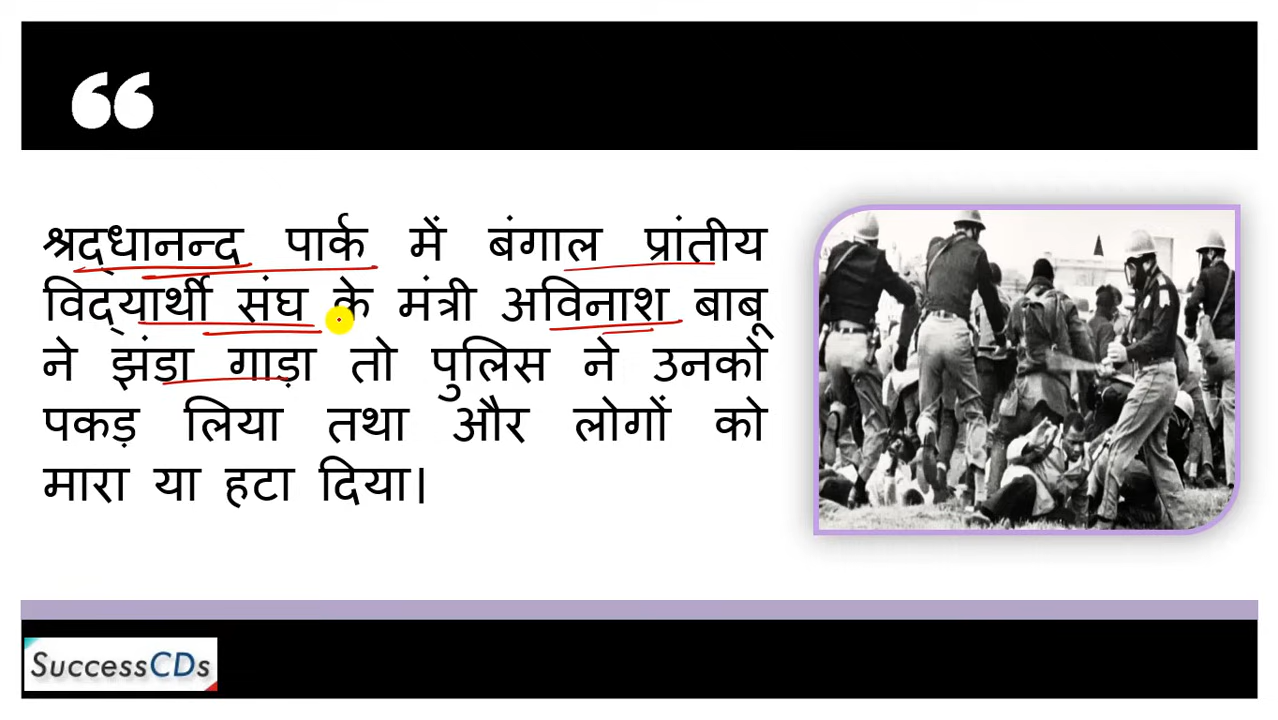 “
श्रद्धानन्द पार्क में बंगाल प्रांतीय
विद्यार्थी संघ के मंत्री अविनाश बाबू
ने झंडा गाड़ा तो पुलिस ने उनको
पकड़ लिया तथा और लोगों को
मारा या हटा दिया।
SuccessCDs